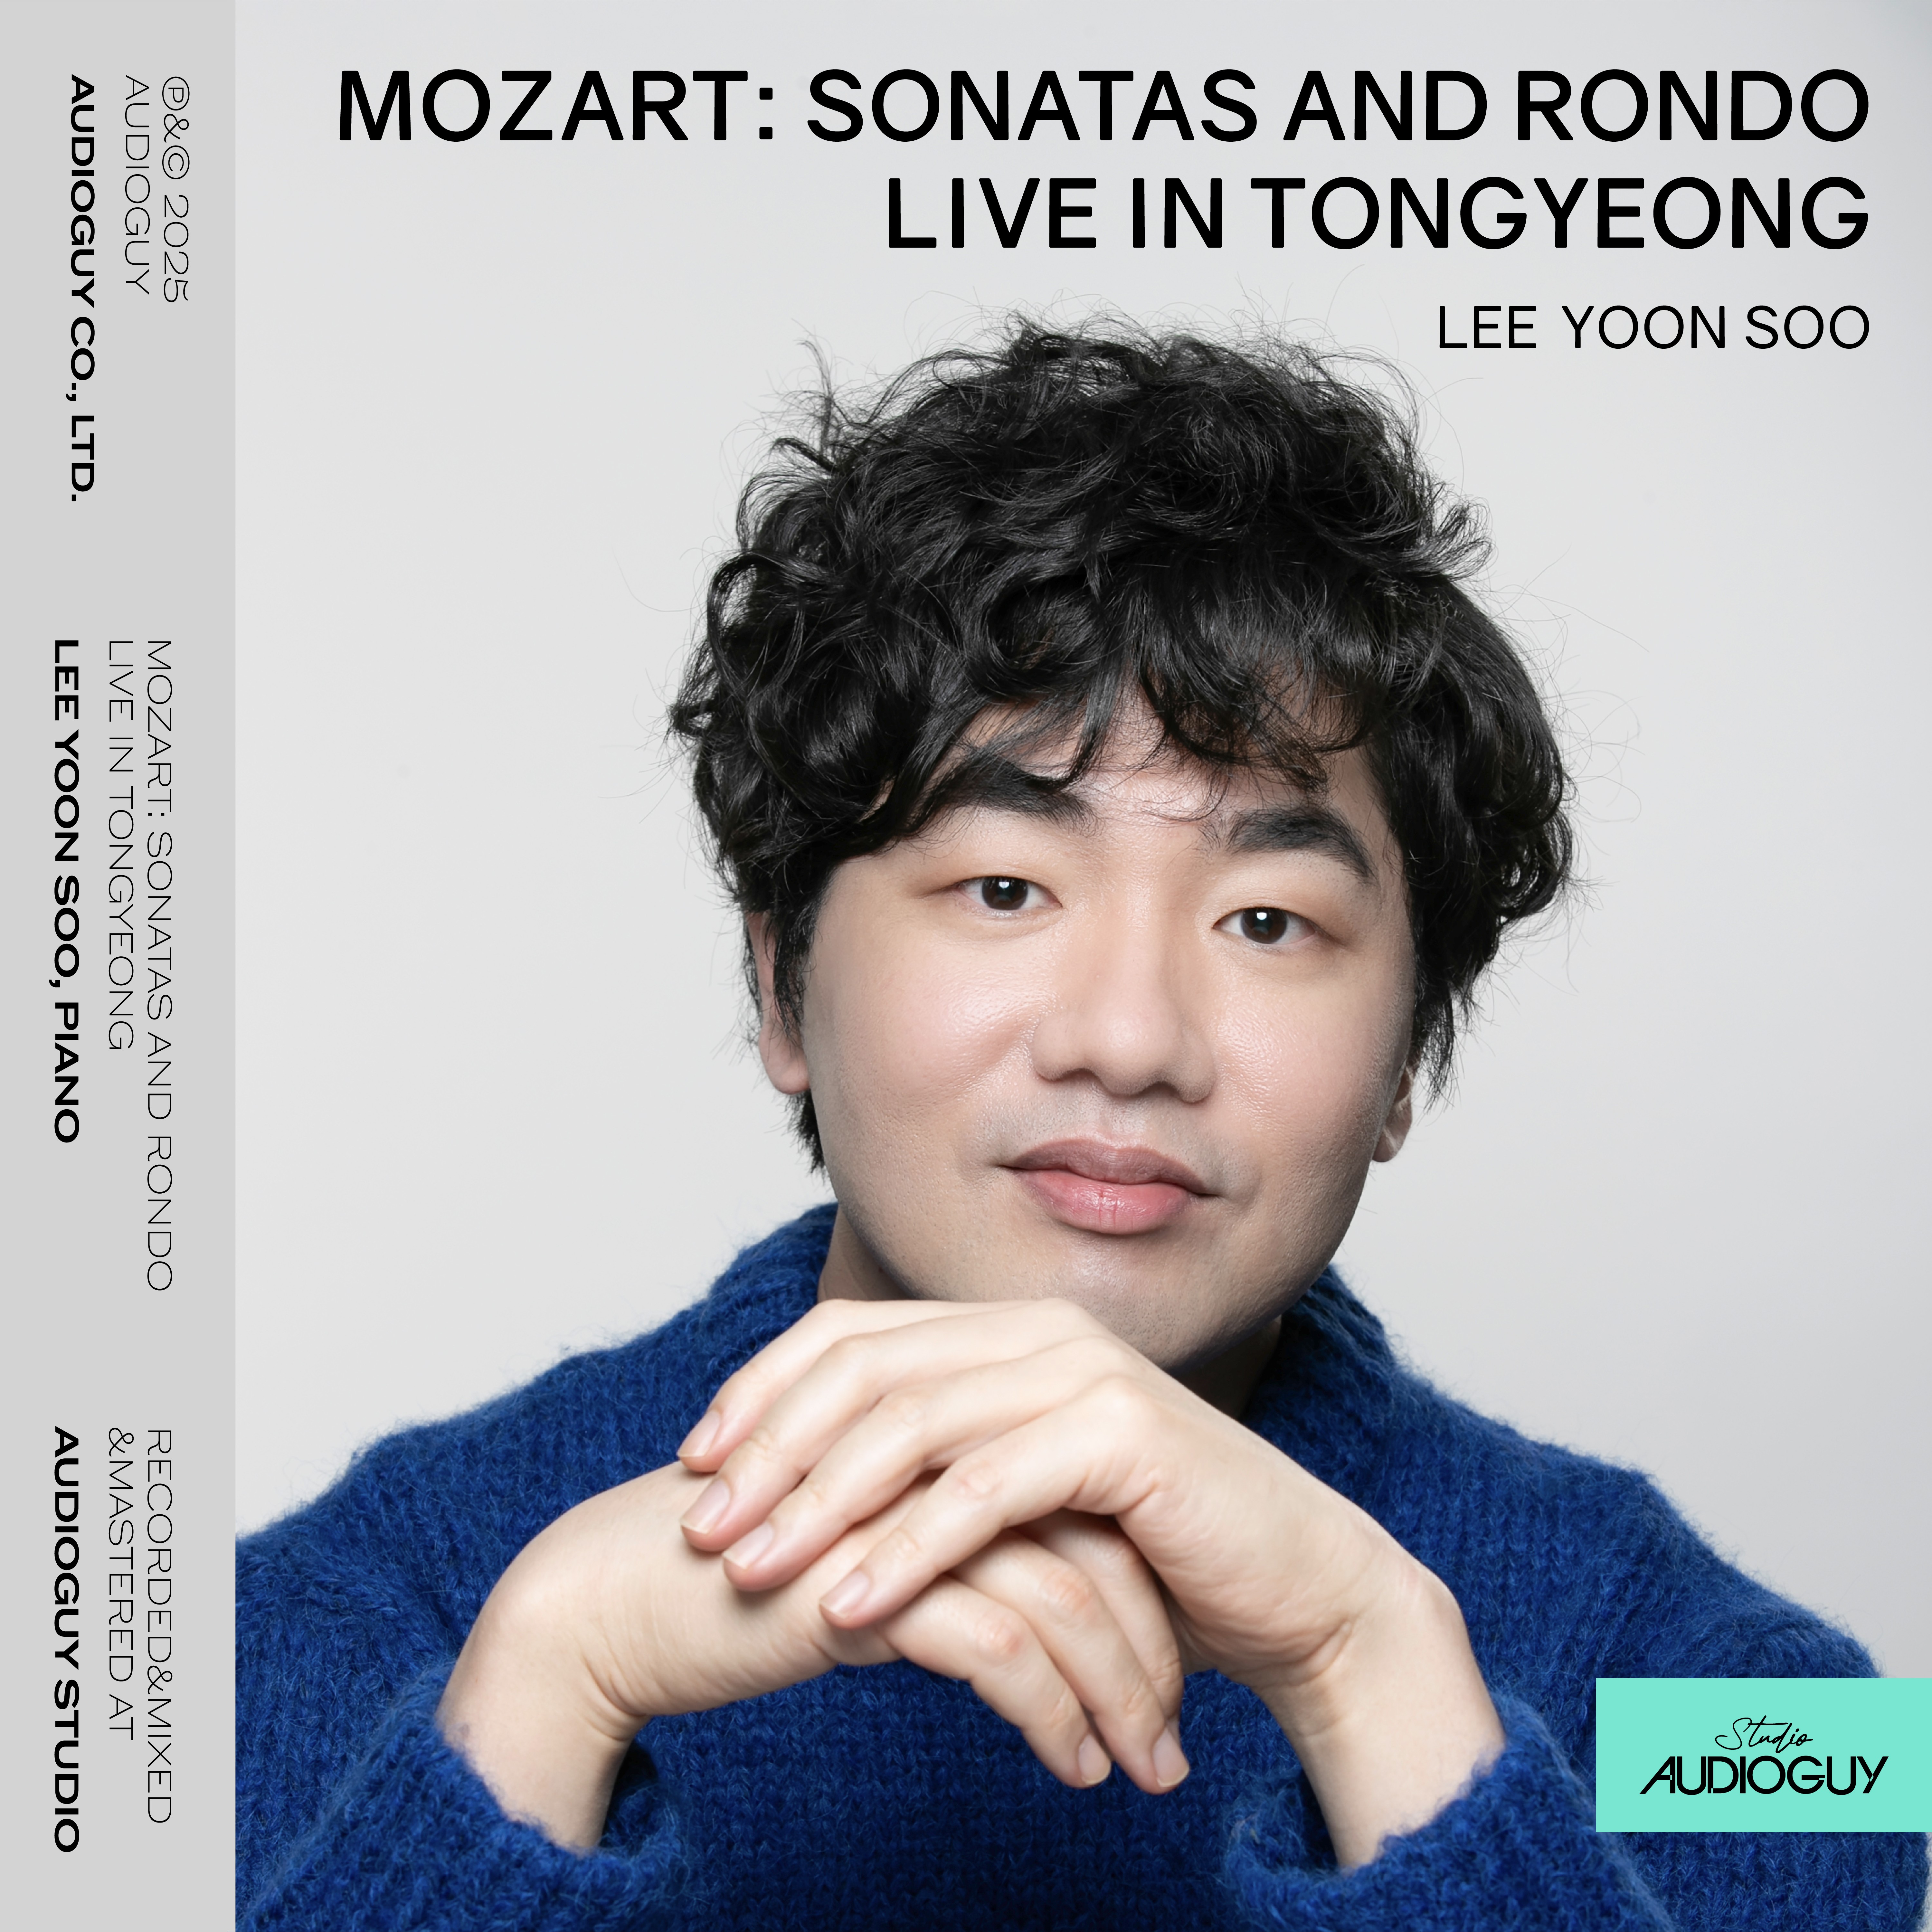 MOZART: SONATAS AND RONDO
LIVE IN TONGYEONG
LEE YOON SOO
℗&© 2025
AUDIOGUY
AUDIOGUY CO., LTD.
MOZART: SONATAS AND RONDO
LIVE IN TONGYEONG
LEE YOON SOO, PIANO
RECORDED&MIXED
&MASTERED AT
AUDIOGUY STUDIO
Studio
AUDIOGUY